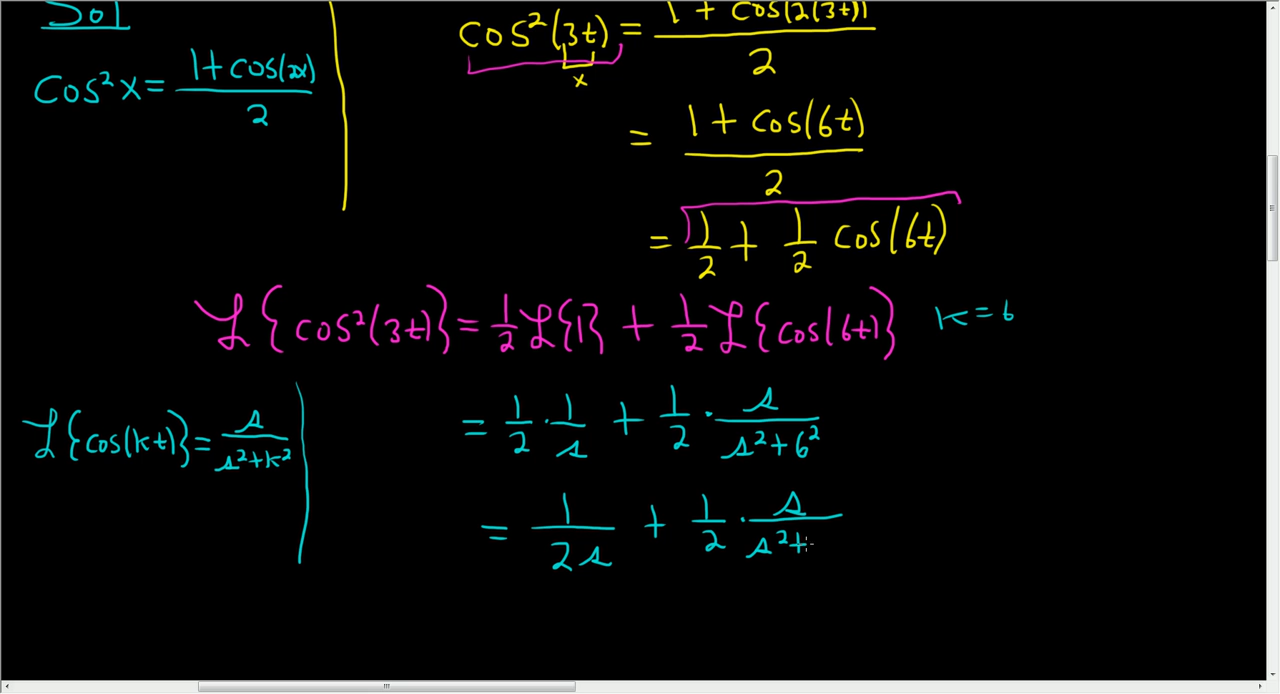 Sol
cos²x = (1 + cos(2x))/2
cos²(3t) = (1 + cos(2(3t)))/2
x
= (1 + cos(6t))/2
= 1/2 + 1/2 cos(6t)
ℒ{cos²(3t)} = 1/2 ℒ{1} + 1/2 ℒ{cos(6t)} k = 6
ℒ{cos(kt)} = s/(s²+k²)
= 1/2 · 1/s + 1/2 · s/(s²+6²)
= 1/(2s) + 1/2 · s/(s²+